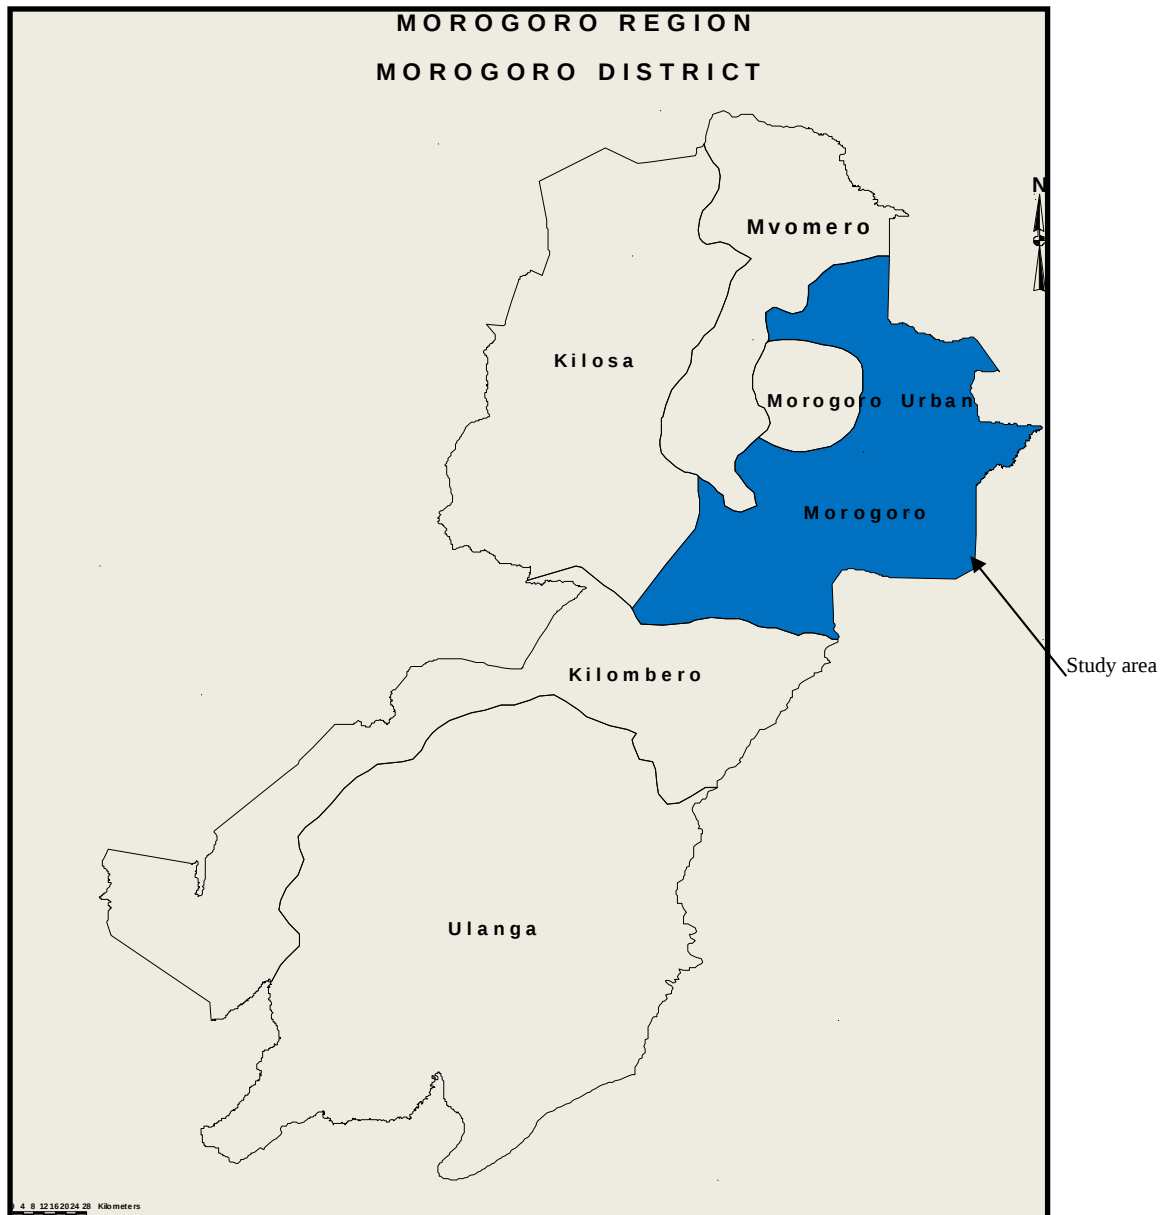 MOROGORO REGION
MOROGORO DISTRICT
N
Mvomero
Kilosa
Morogoro Urban
Morogoro
Study area
Kilombero
Ulanga
0 4 8 12 16 20 24 28 Kilometers